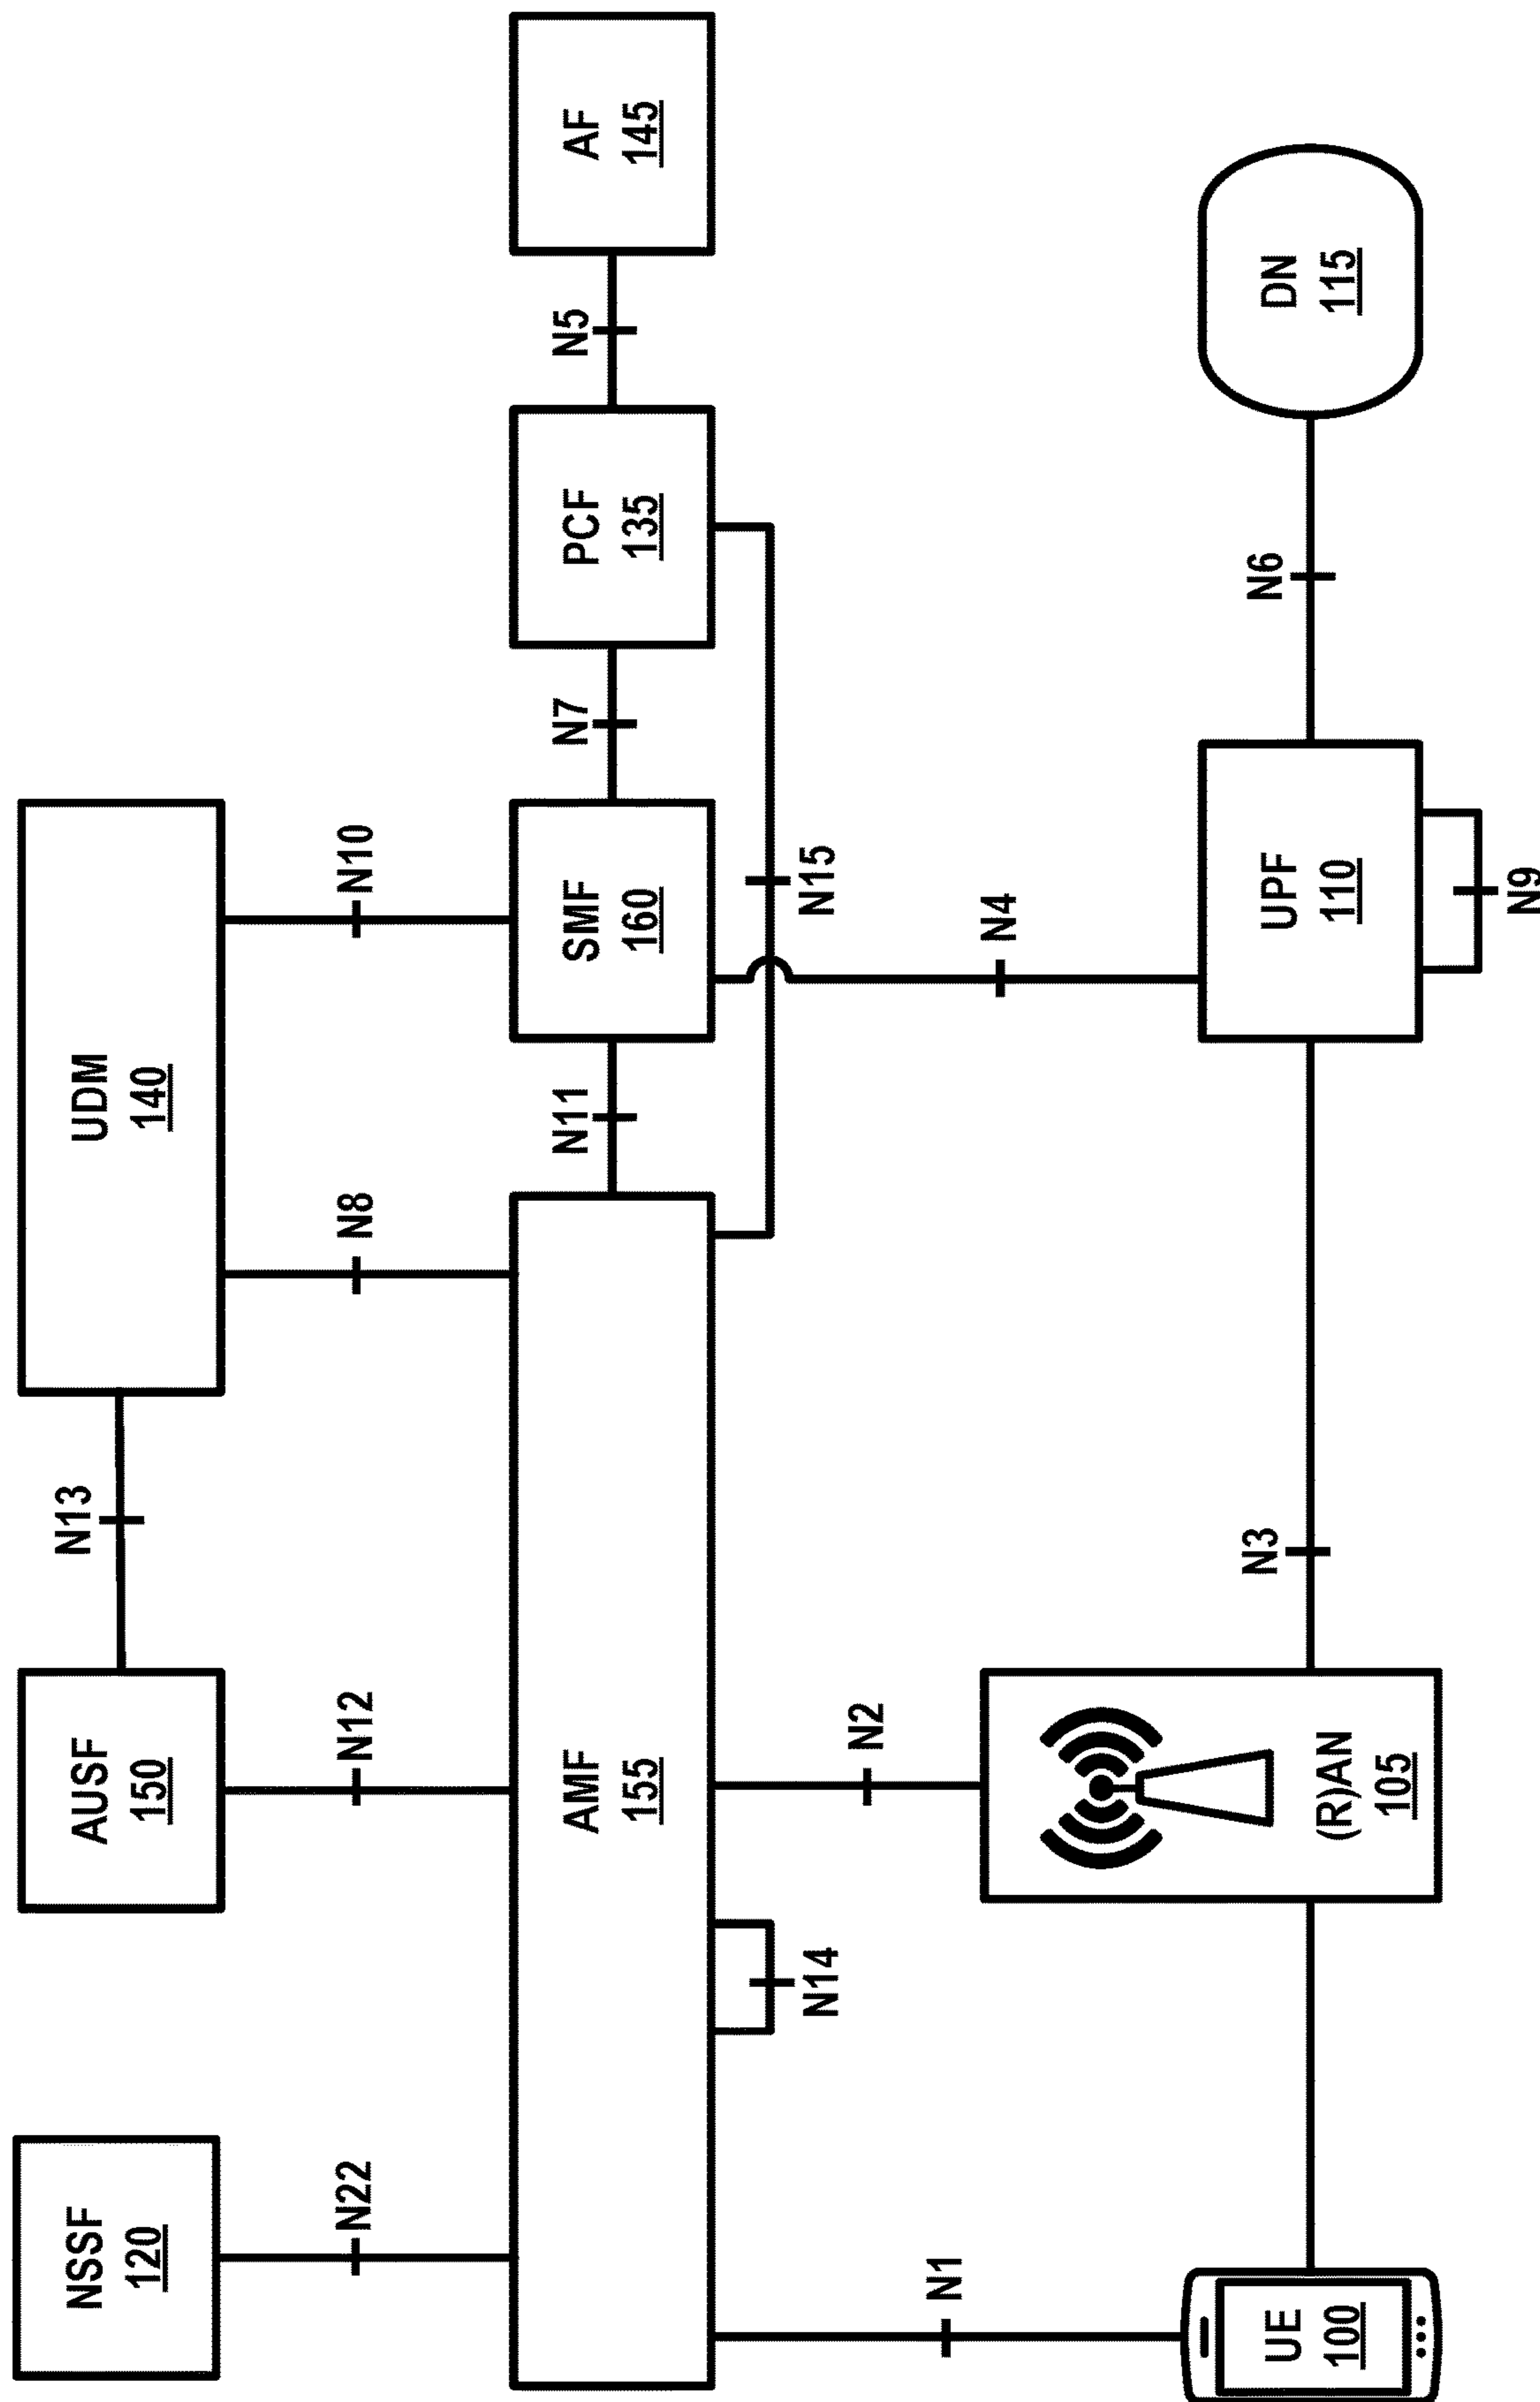 NSSF
120
AUSF
150
N13
UDM
140
N22
N12
N8
N10
AMF
155
N11
SMF
160
N7
PCF
135
N5
AF
145
N14
N15
N1
N2
N4
UE
100
(R)AN
105
N3
UPF
110
N6
DN
115
N9